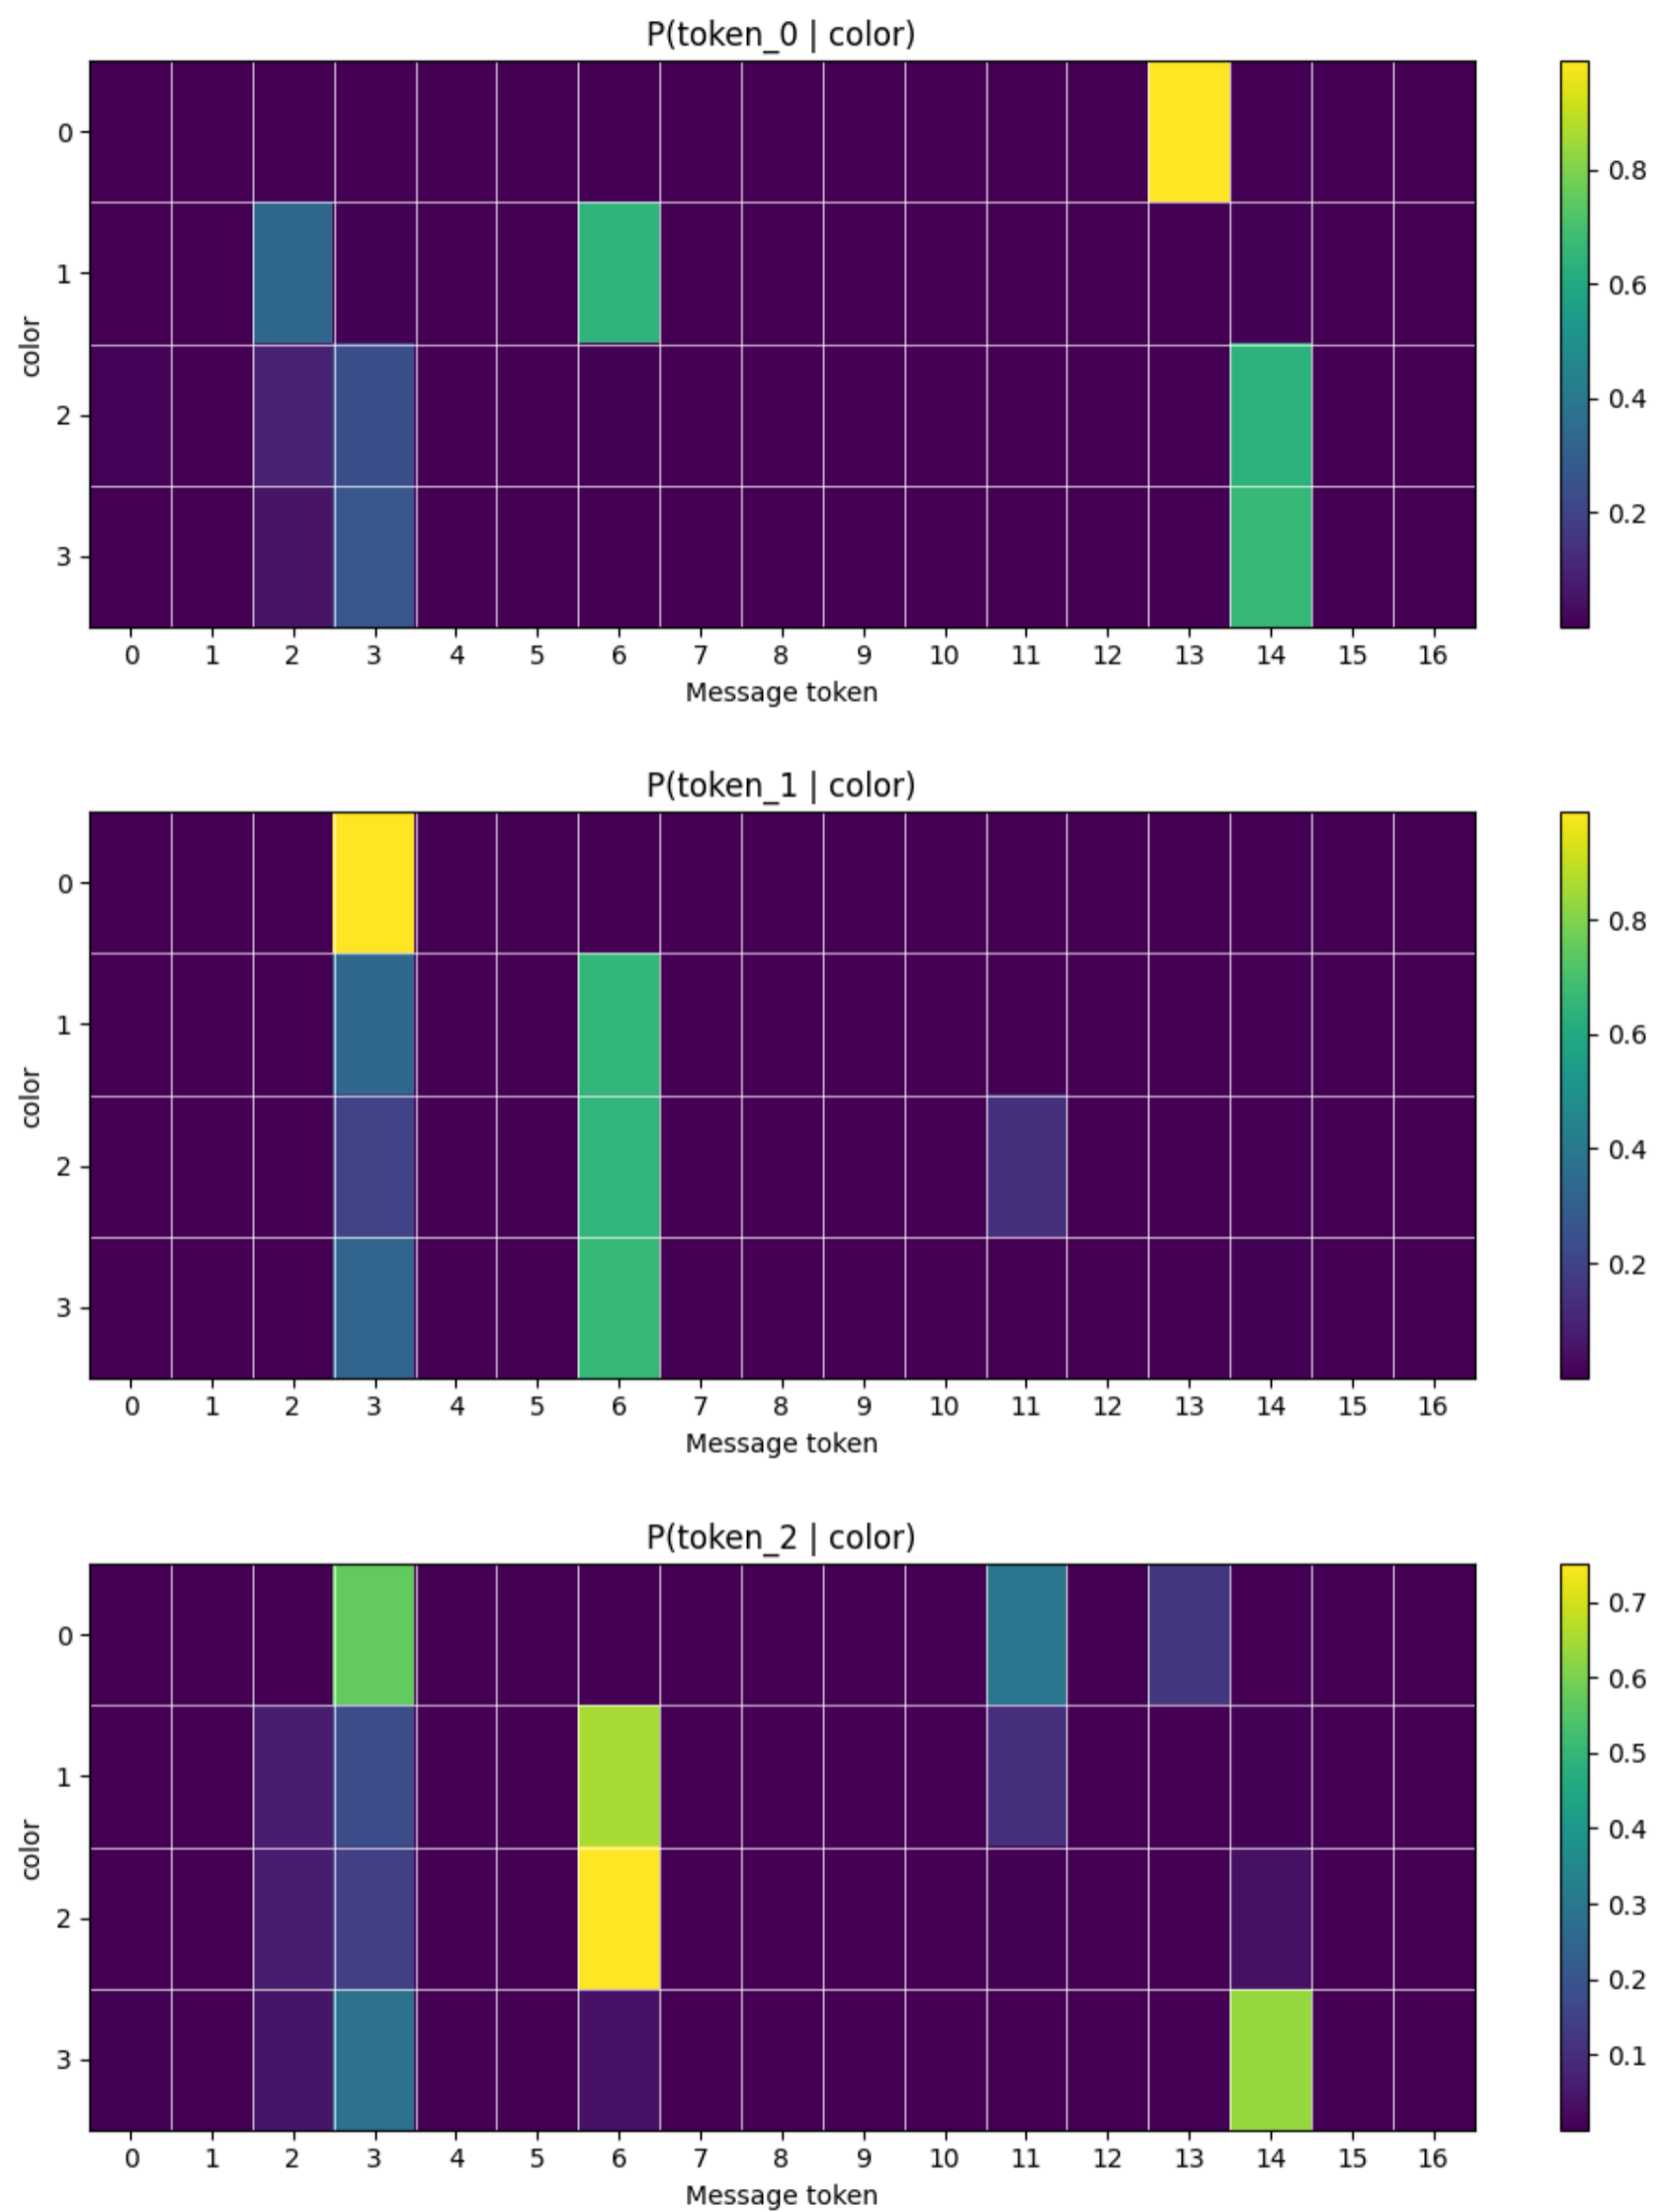 P(token_0 | color)
color
0
1
2
3
0 1 2 3 4 5 6 7 8 9 10 11 12 13 14 15 16
Message token
0.8
0.6
0.4
0.2
P(token_1 | color)
color
0
1
2
3
0 1 2 3 4 5 6 7 8 9 10 11 12 13 14 15 16
Message token
0.8
0.6
0.4
0.2
P(token_2 | color)
color
0
1
2
3
0 1 2 3 4 5 6 7 8 9 10 11 12 13 14 15 16
Message token
0.7
0.6
0.5
0.4
0.3
0.2
0.1